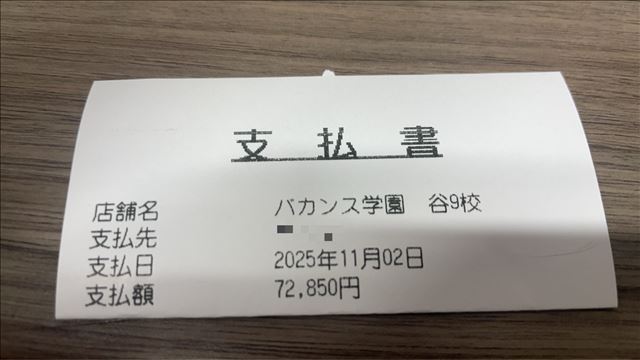 支払書
店舗名 バカンス学園 谷9校
支払先
支払日 2025年11月02日
支払額 72,850円